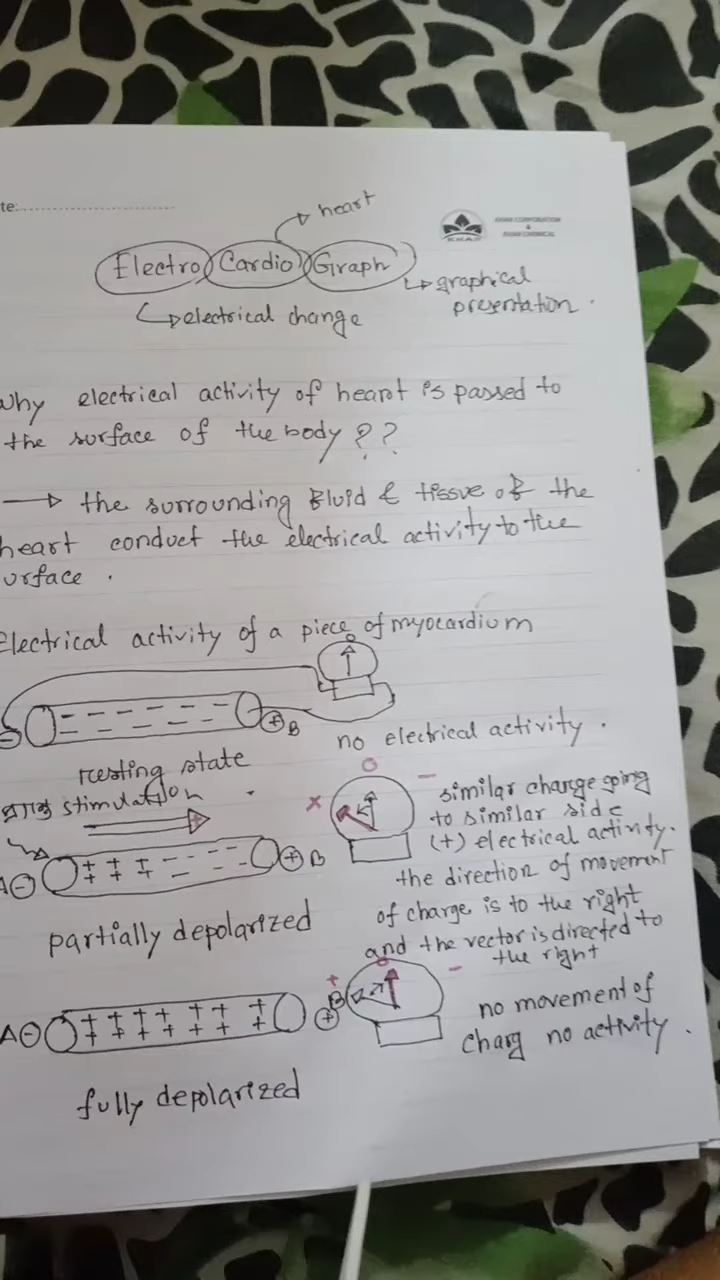 te:
heart
Electro Cardio Graph
graphical
presentation.
electrical change
why electrical activity of heart is passed to
the surface of the body??
→ the surrounding fluid & tissue of the
heart conduct the electrical activity to the
urface.
Electrical activity of a piece of myocardium
- + B
no electrical activity.
resting state
stimulation
similar charge going
to similar side
(+) electrical activity.
the direction of movement
of charge is to the right
and the vector is directed to
the right
A - + + + + + + - - - - - - + B
x o -
partially depolarized
A - + + + + + + + + + + + + B +
+ o -
no movement of
charg no activity.
fully depolarized